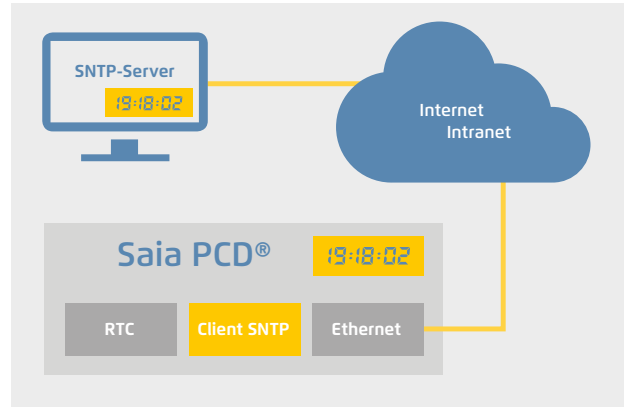 SNTP-Server
19:18:02
Internet
Intranet
Saia PCD®
19:18:02
RTC
Client SNTP
Ethernet